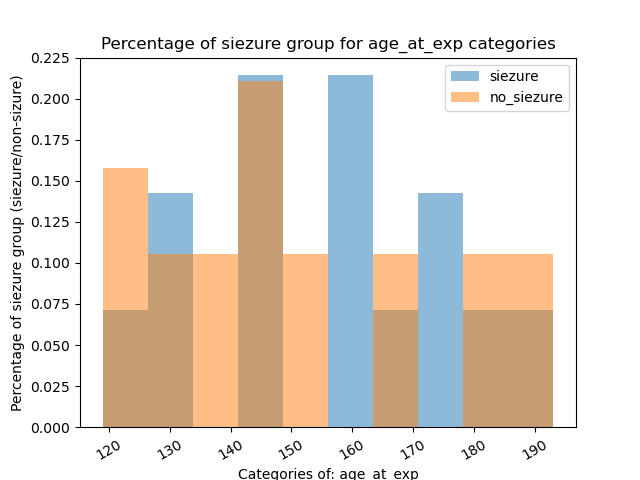 Percentage of siezure group for age_at_exp categories
siezure
no_siezure
Percentage of siezure group (siezure/non-sizure)
0.225
0.200
0.175
0.150
0.125
0.100
0.075
0.050
0.025
0.000
120 130 140 150 160 170 180 190
Categories of: age_at_exp